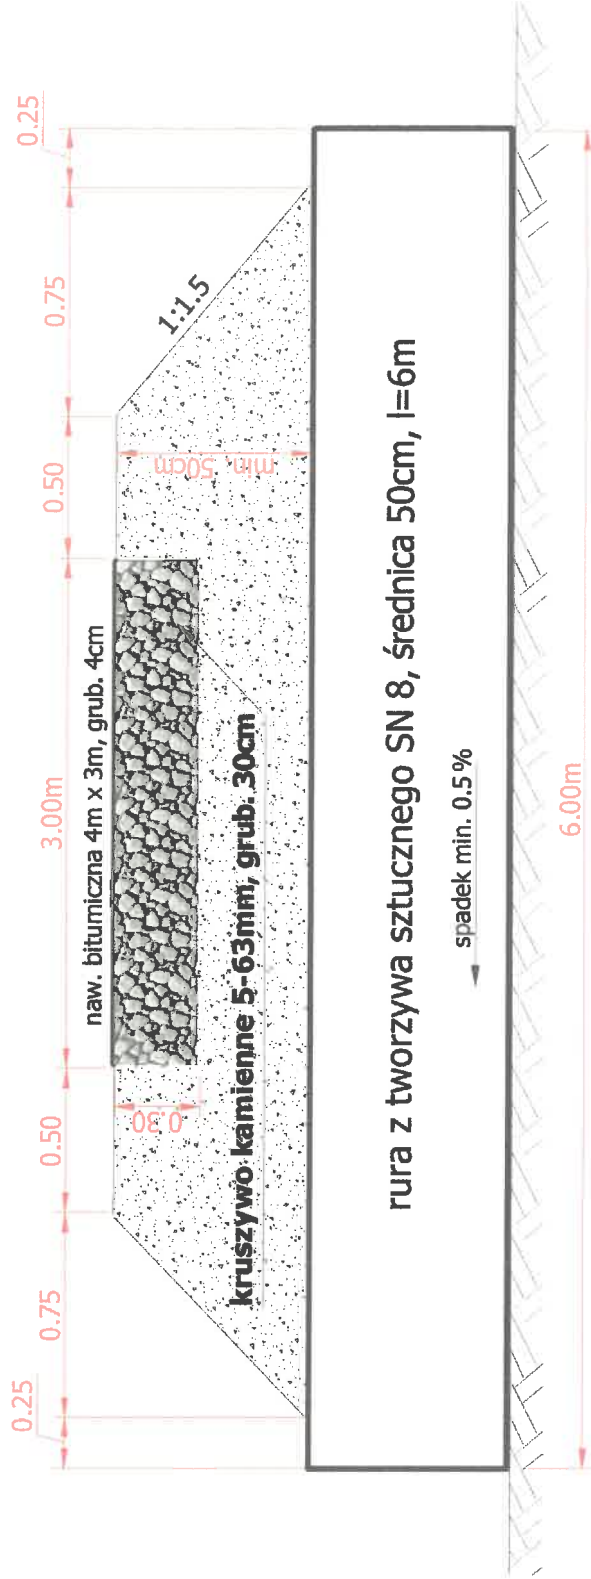 0.25
0.75
0.50
3.00m
0.50
0.75
0.25
naw. bitumiczna 4m x 3m, grub. 4cm
1:1.5
0.30
min. 50cm
kruszywo kamienne 5-63mm, grub. 30cm
rura z tworzywa sztucznego SN 8, średnica 50cm, l=6m
spadek min. 0.5%
6.00m